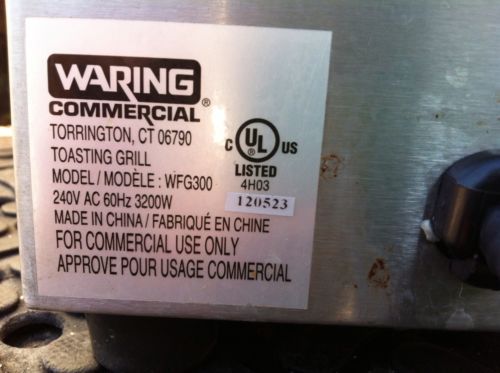 WARING
COMMERCIAL®
TORRINGTON, CT 06790
TOASTING GRILL
MODEL / MODÈLE : WFG300
240V AC 60Hz 3200W
MADE IN CHINA / FABRIQUÉ EN CHINE
FOR COMMERCIAL USE ONLY
APPROVE POUR USAGE COMMERCIAL
C UL US
LISTED
4H03
120523